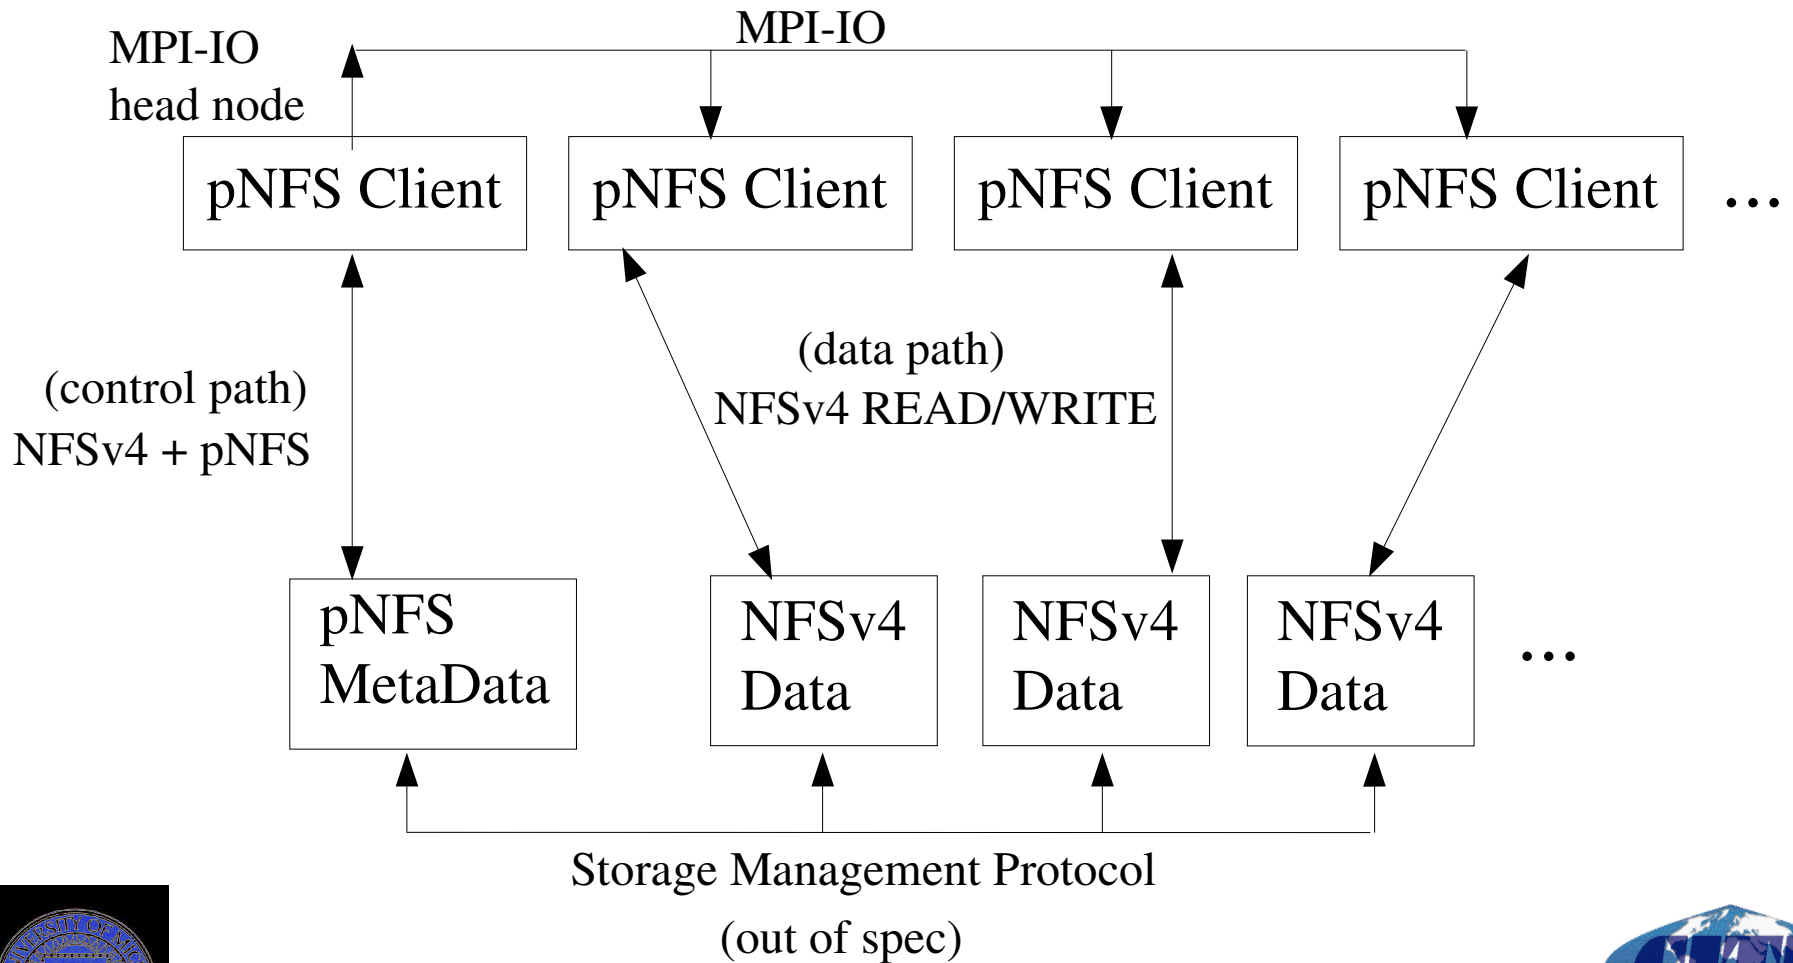 MPI-IO
MPI-IO
head node
pNFS Client
pNFS Client
pNFS Client
pNFS Client
...
(control path)
NFSv4 + pNFS
(data path)
NFSv4 READ/WRITE
pNFS
MetaData
NFSv4
Data
NFSv4
Data
NFSv4
Data
...
Storage Management Protocol
(out of spec)